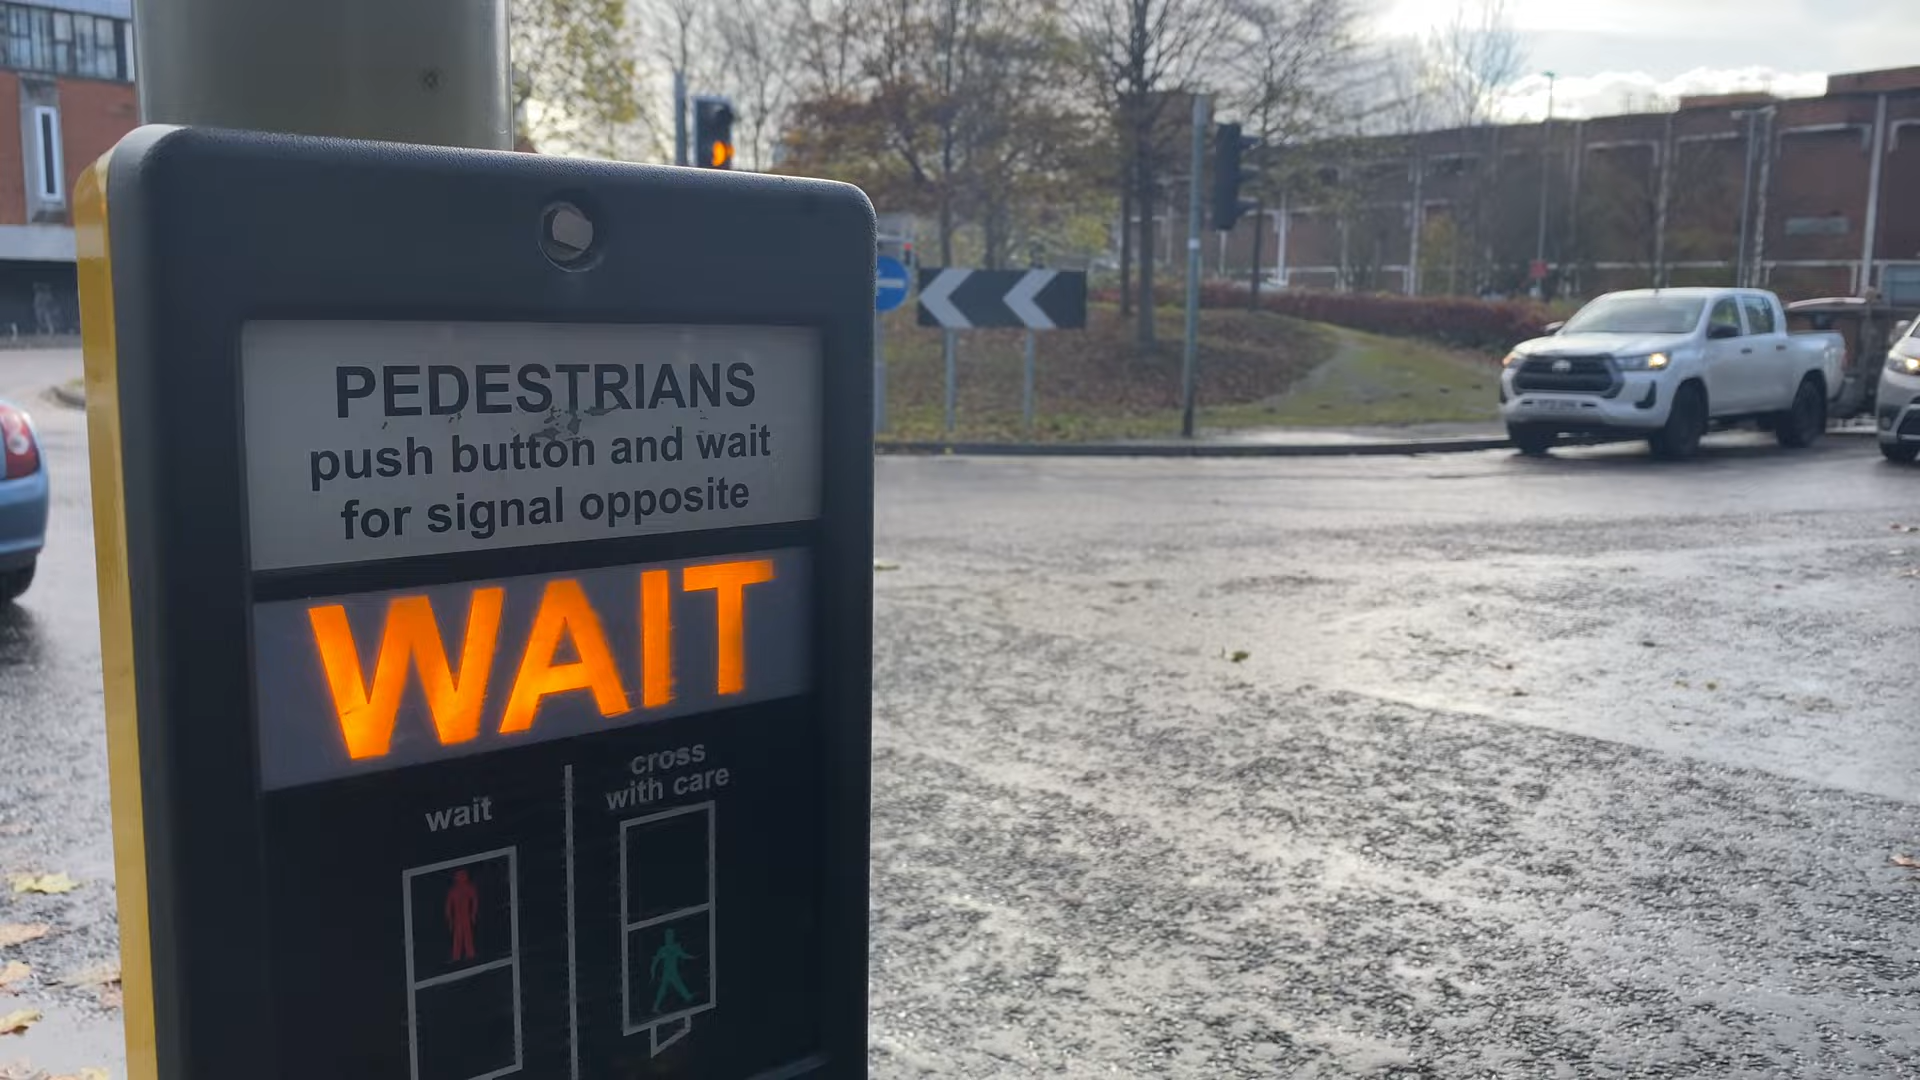 PEDESTRIANS
push button and wait
for signal opposite
WAIT
wait
cross
with care